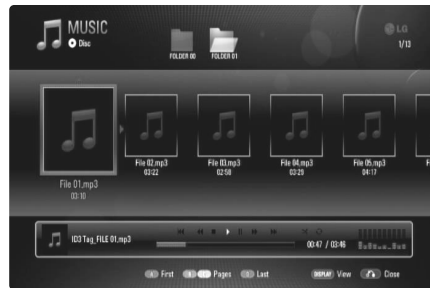 MUSIC
Disc
FOLDER 00 FOLDER 01
LG
1/13
File 01.mp3
03:10
File 02.mp3
03:22
File 03.mp3
02:58
File 04.mp3
03:29
File 05.mp3
04:17
F
ID3 Tag_FILE 01.mp3
00:47 / 03:46
A First B C Pages D Last DISPLAY View Close